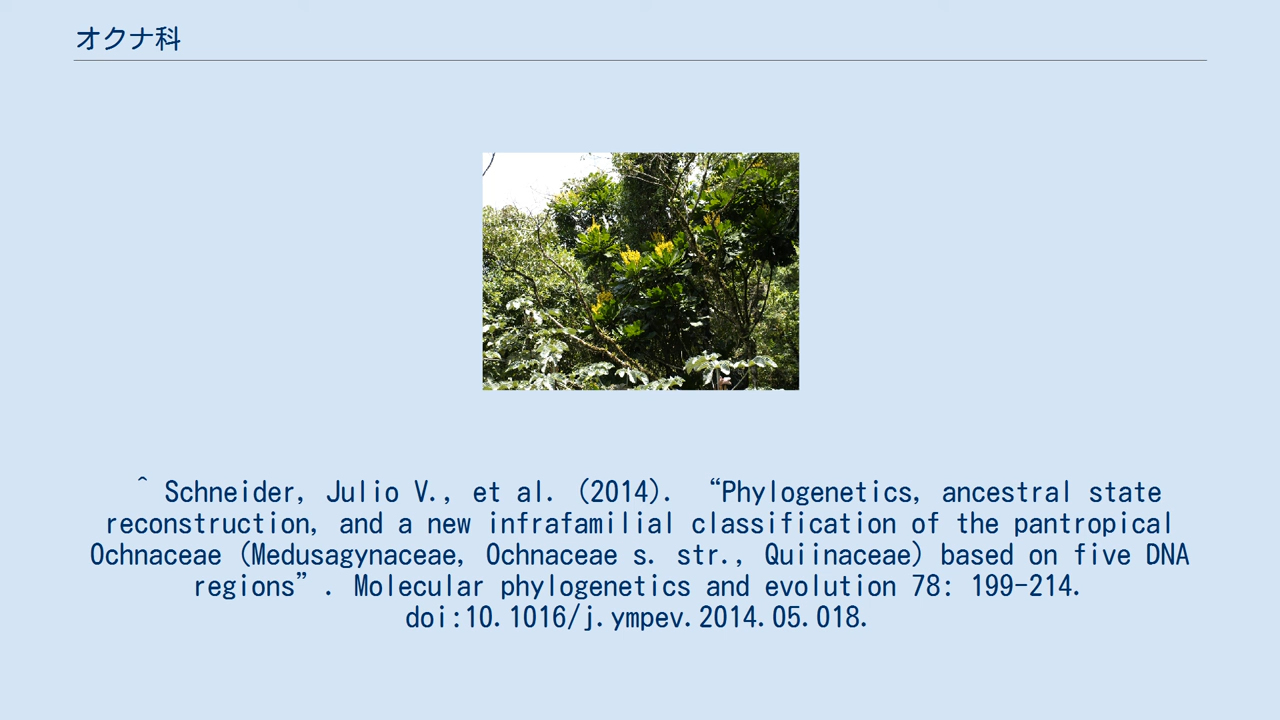 オクナ科
^ Schneider, Julio V., et al. (2014). “Phylogenetics, ancestral state
reconstruction, and a new infrafamilial classification of the pantropical
Ochnaceae (Medusagynaceae, Ochnaceae s. str., Quiinaceae) based on five DNA
regions”. Molecular phylogenetics and evolution 78: 199-214.
doi:10.1016/j.ympev.2014.05.018.